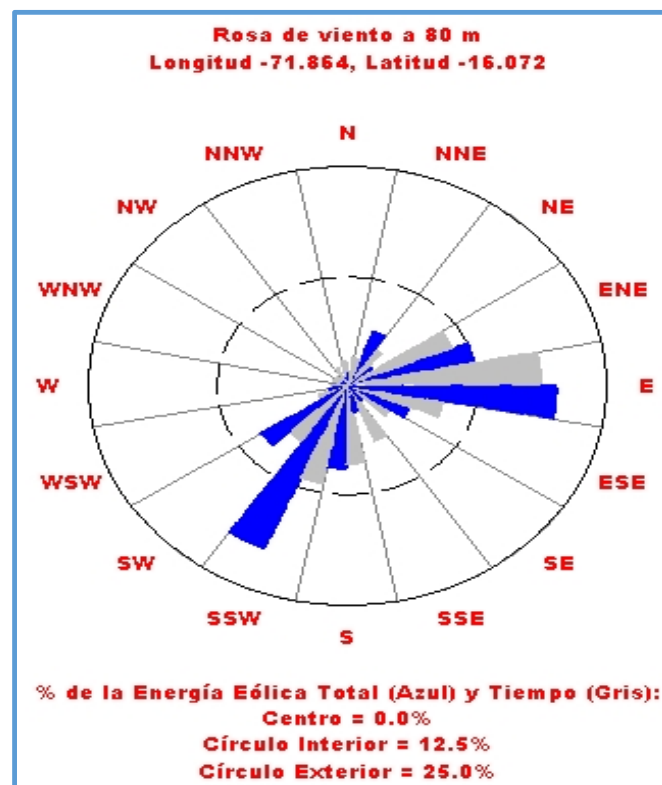 Rosa de viento a 80 m
Longitud -71.864, Latitud -16.072
N
NNW
NNE
NW
NE
WNW
ENE
W
E
WSW
ESE
SW
SE
SSW
SSE
S
% de la Energía Eólica Total (Azul) y Tiempo (Gris):
Centro = 0.0%
Círculo Interior = 12.5%
Círculo Exterior = 25.0%